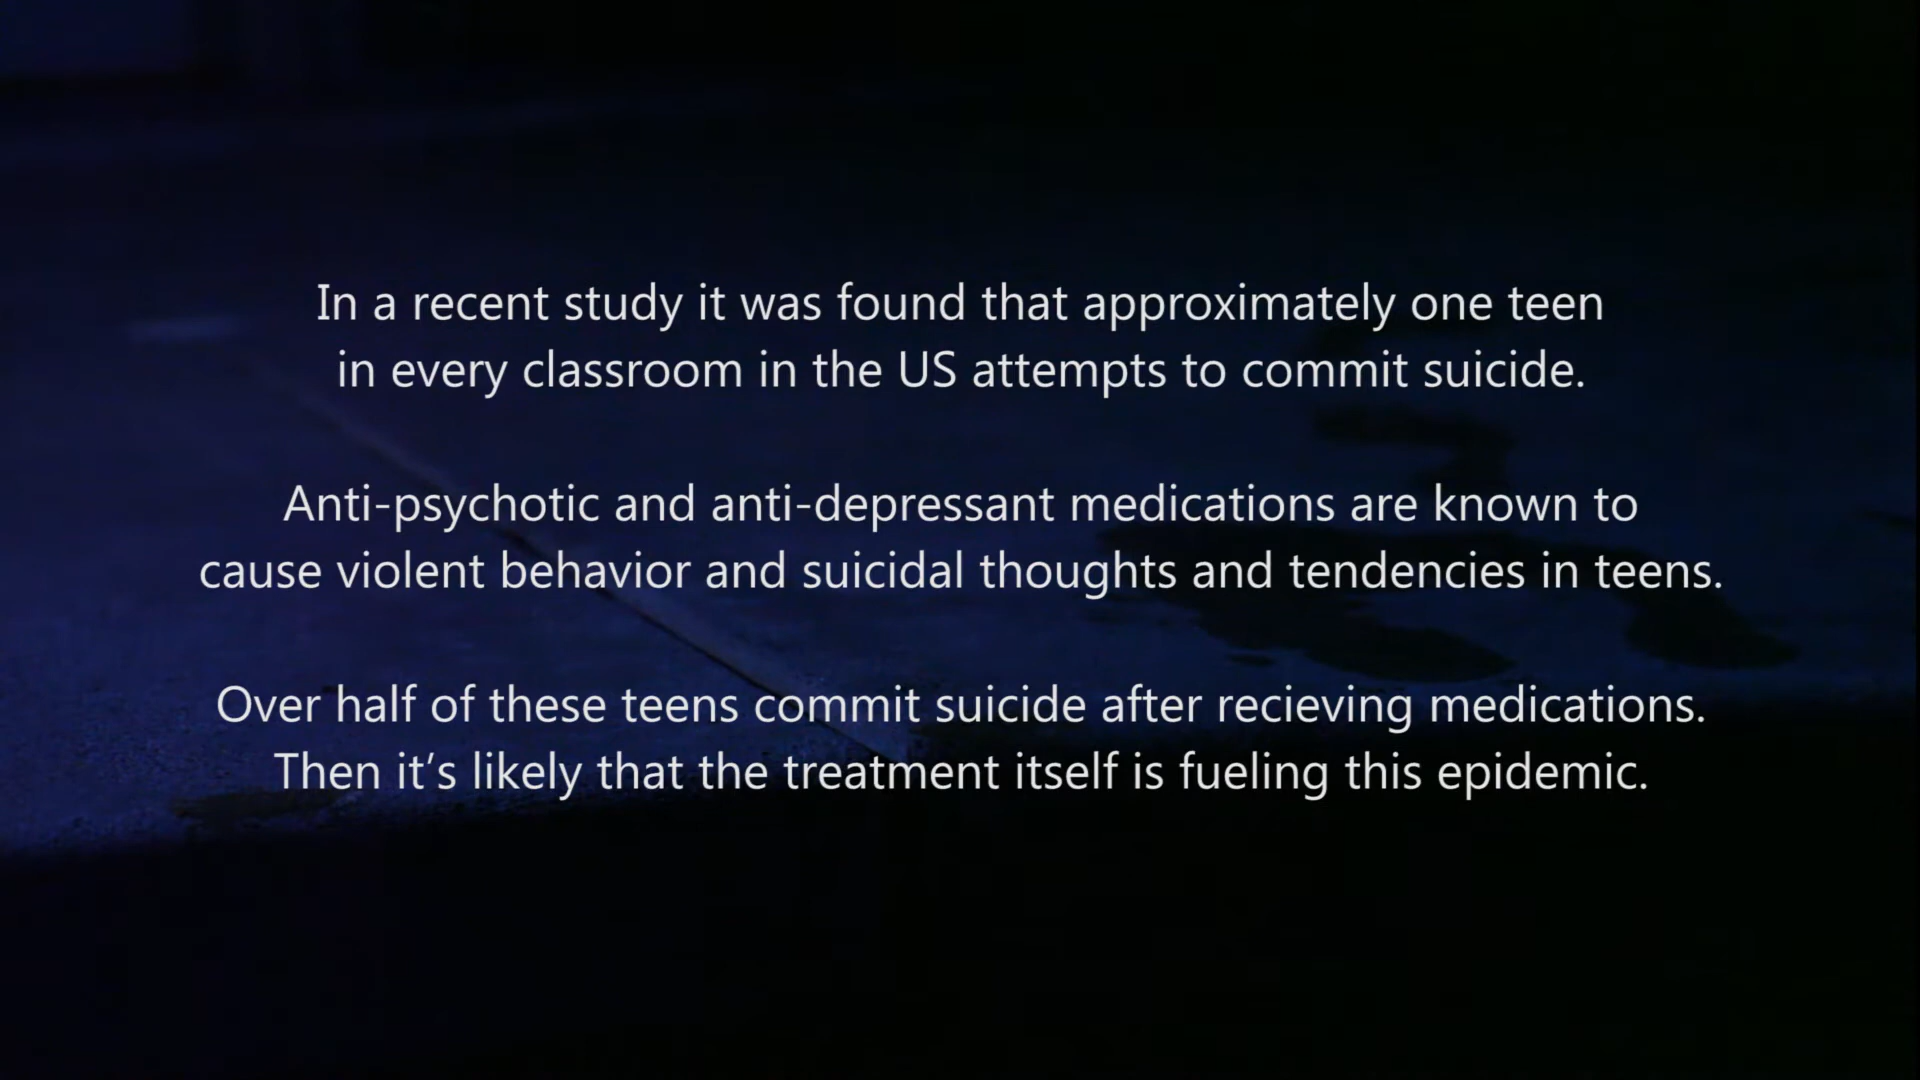 In a recent study it was found that approximately one teen
in every classroom in the US attempts to commit suicide.
Anti-psychotic and anti-depressant medications are known to
cause violent behavior and suicidal thoughts and tendencies in teens.
Over half of these teens commit suicide after recieving medications.
Then it’s likely that the treatment itself is fueling this epidemic.